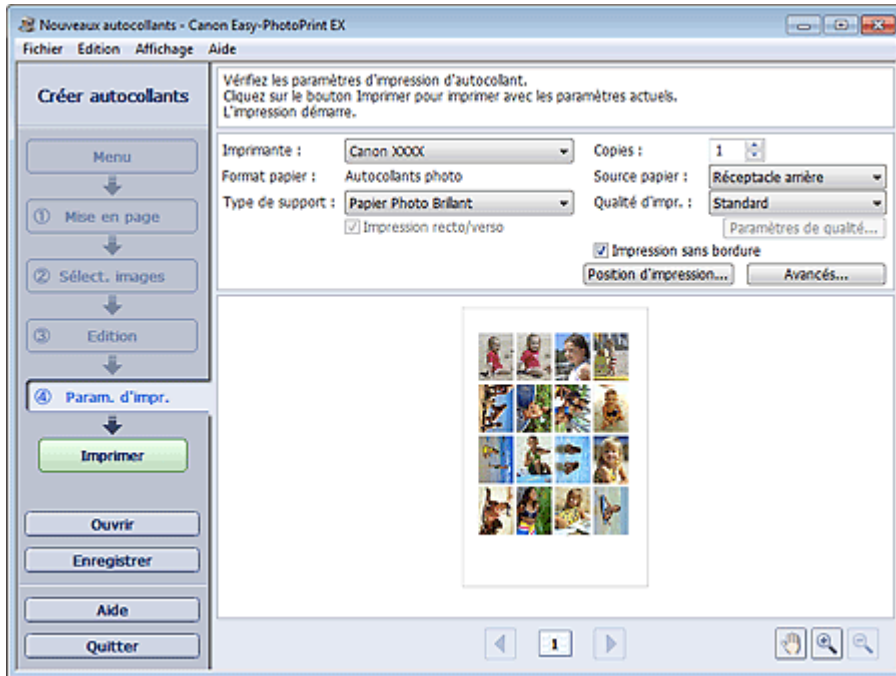 Nouveaux autocollants - Canon Easy-PhotoPrint EX
Fichier Edition Affichage Aide
Créer autocollants
Vérifiez les paramètres d'impression d'autocollant.
Cliquez sur le bouton Imprimer pour imprimer avec les paramètres actuels.
L'impression démarre.
Menu
① Mise en page
② Sélect. images
③ Edition
④ Param. d'impr.
Imprimer
Ouvrir
Enregistrer
Aide
Quitter
Imprimante : Canon XXXX
Copies : 1
Format papier : Autocollants photo
Source papier : Réceptacle arrière
Type de support : Papier Photo Brillant
Qualité d'impr. : Standard
Impression recto/verso
Paramètres de qualité...
Impression sans bordure
Position d'impression... Avancés...
1